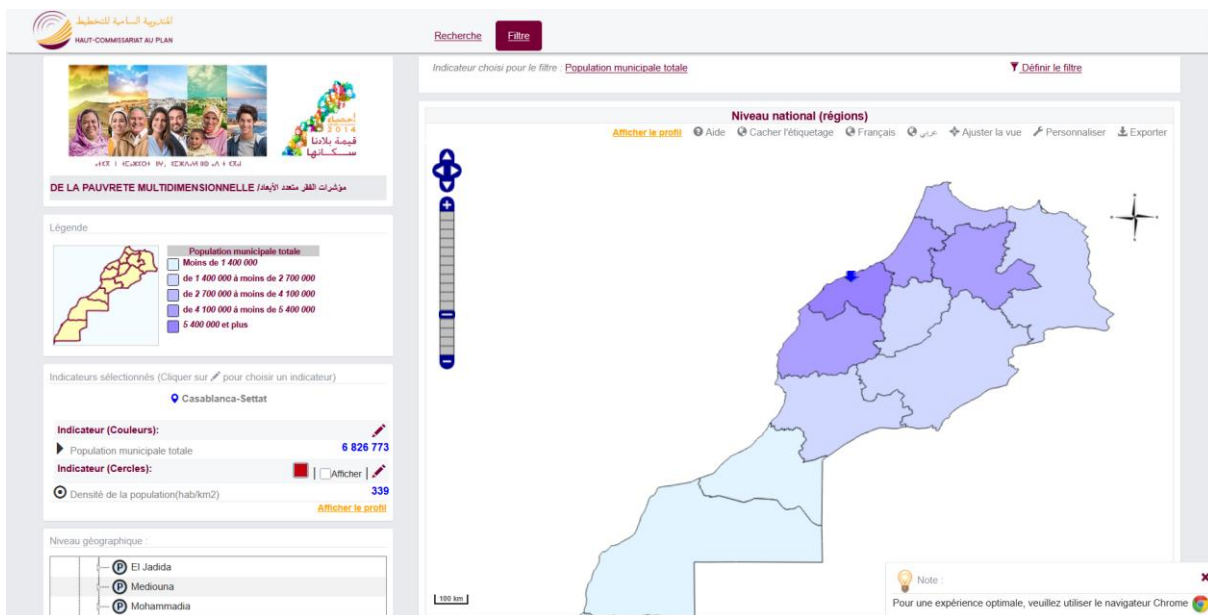 المندوبية السامية للتخطيط
HAUT-COMMISSARIAT AU PLAN
Recherche
Filtre
Indicateur choisi pour le filtre : Population municipale totale
Définir le filtre
إحصاء
2014
قيمة بلادنا
سكانها
DE LA PAUVRETE MULTIDIMENSIONNELLE/مؤشرات الفقر متعدد الأبعاد
Légende
Population municipale totale
Moins de 1 400 000
de 1 400 000 à moins de 2 700 000
de 2 700 000 à moins de 4 100 000
de 4 100 000 à moins de 5 400 000
5 400 000 et plus
Indicateurs sélectionnés (Cliquer sur pour choisir un indicateur)
Casablanca-Settat
Indicateur (Couleurs):
Population municipale totale 6 826 773
Indicateur (Cercles): | Afficher |
Densité de la population(hab/km2) 339
Afficher le profil
Niveau géographique :
P El Jadida
P Mediouna
P Mohammadia
Niveau national (régions)
Afficher le profil Aide Cacher l'étiquetage Français عربي Ajuster la vue Personnaliser Exporter
100 km
Note :
Pour une expérience optimale, veuillez utiliser le navigateur Chrome